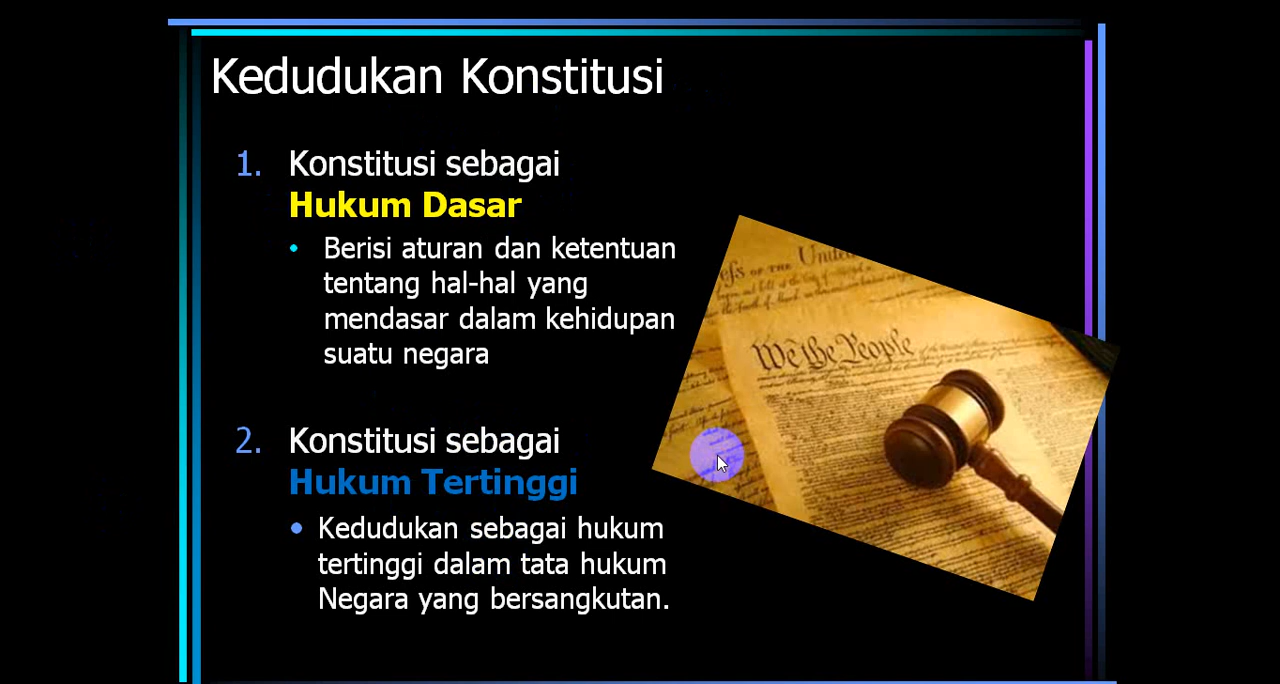 Kedudukan Konstitusi
1. Konstitusi sebagai
Hukum Dasar
• Berisi aturan dan ketentuan
tentang hal-hal yang
mendasar dalam kehidupan
suatu negara
2. Konstitusi sebagai
Hukum Tertinggi
• Kedudukan sebagai hukum
tertinggi dalam tata hukum
Negara yang bersangkutan.
OF THE
We the People